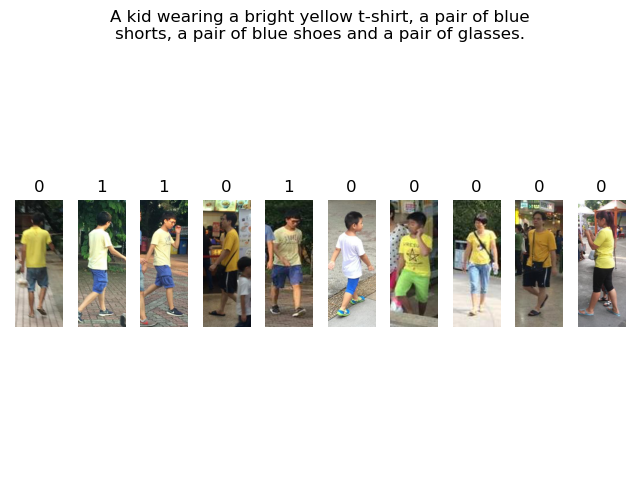 A kid wearing a bright yellow t-shirt, a pair of blue
shorts, a pair of blue shoes and a pair of glasses.
0 1 1 0 1 0 0 0 0 0